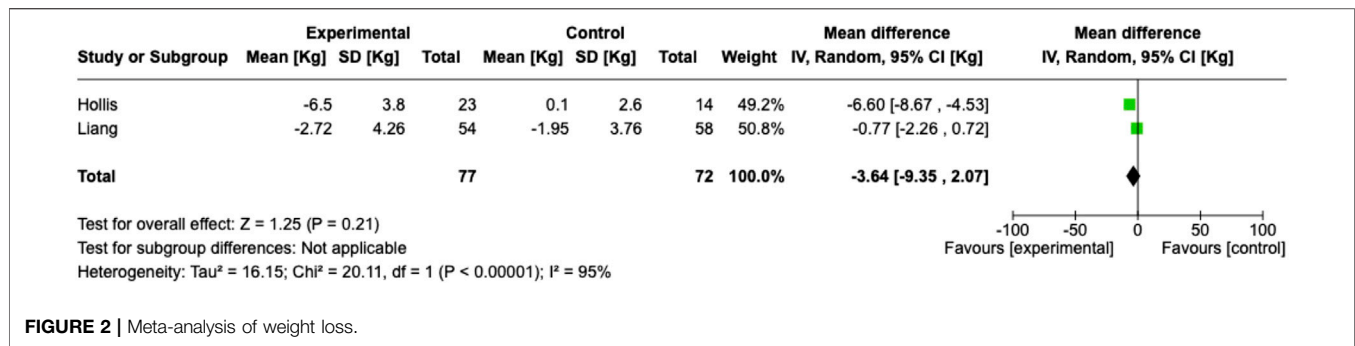 Experimental Control Mean difference Mean difference
Study or Subgroup Mean [Kg] SD [Kg] Total Mean [Kg] SD [Kg] Total Weight IV, Random, 95% CI [Kg] IV, Random, 95% CI [Kg]
Hollis -6.5 3.8 23 0.1 2.6 14 49.2% -6.60 [-8.67 , -4.53]
Liang -2.72 4.26 54 -1.95 3.76 58 50.8% -0.77 [-2.26 , 0.72]
Total 77 72 100.0% -3.64 [-9.35 , 2.07]
Test for overall effect: Z = 1.25 (P = 0.21)
-100 -50 0 50 100
Test for subgroup differences: Not applicable
Favours [experimental] Favours [control]
Heterogeneity: Tau² = 16.15; Chi² = 20.11, df = 1 (P < 0.00001); I² = 95%
FIGURE 2 | Meta-analysis of weight loss.